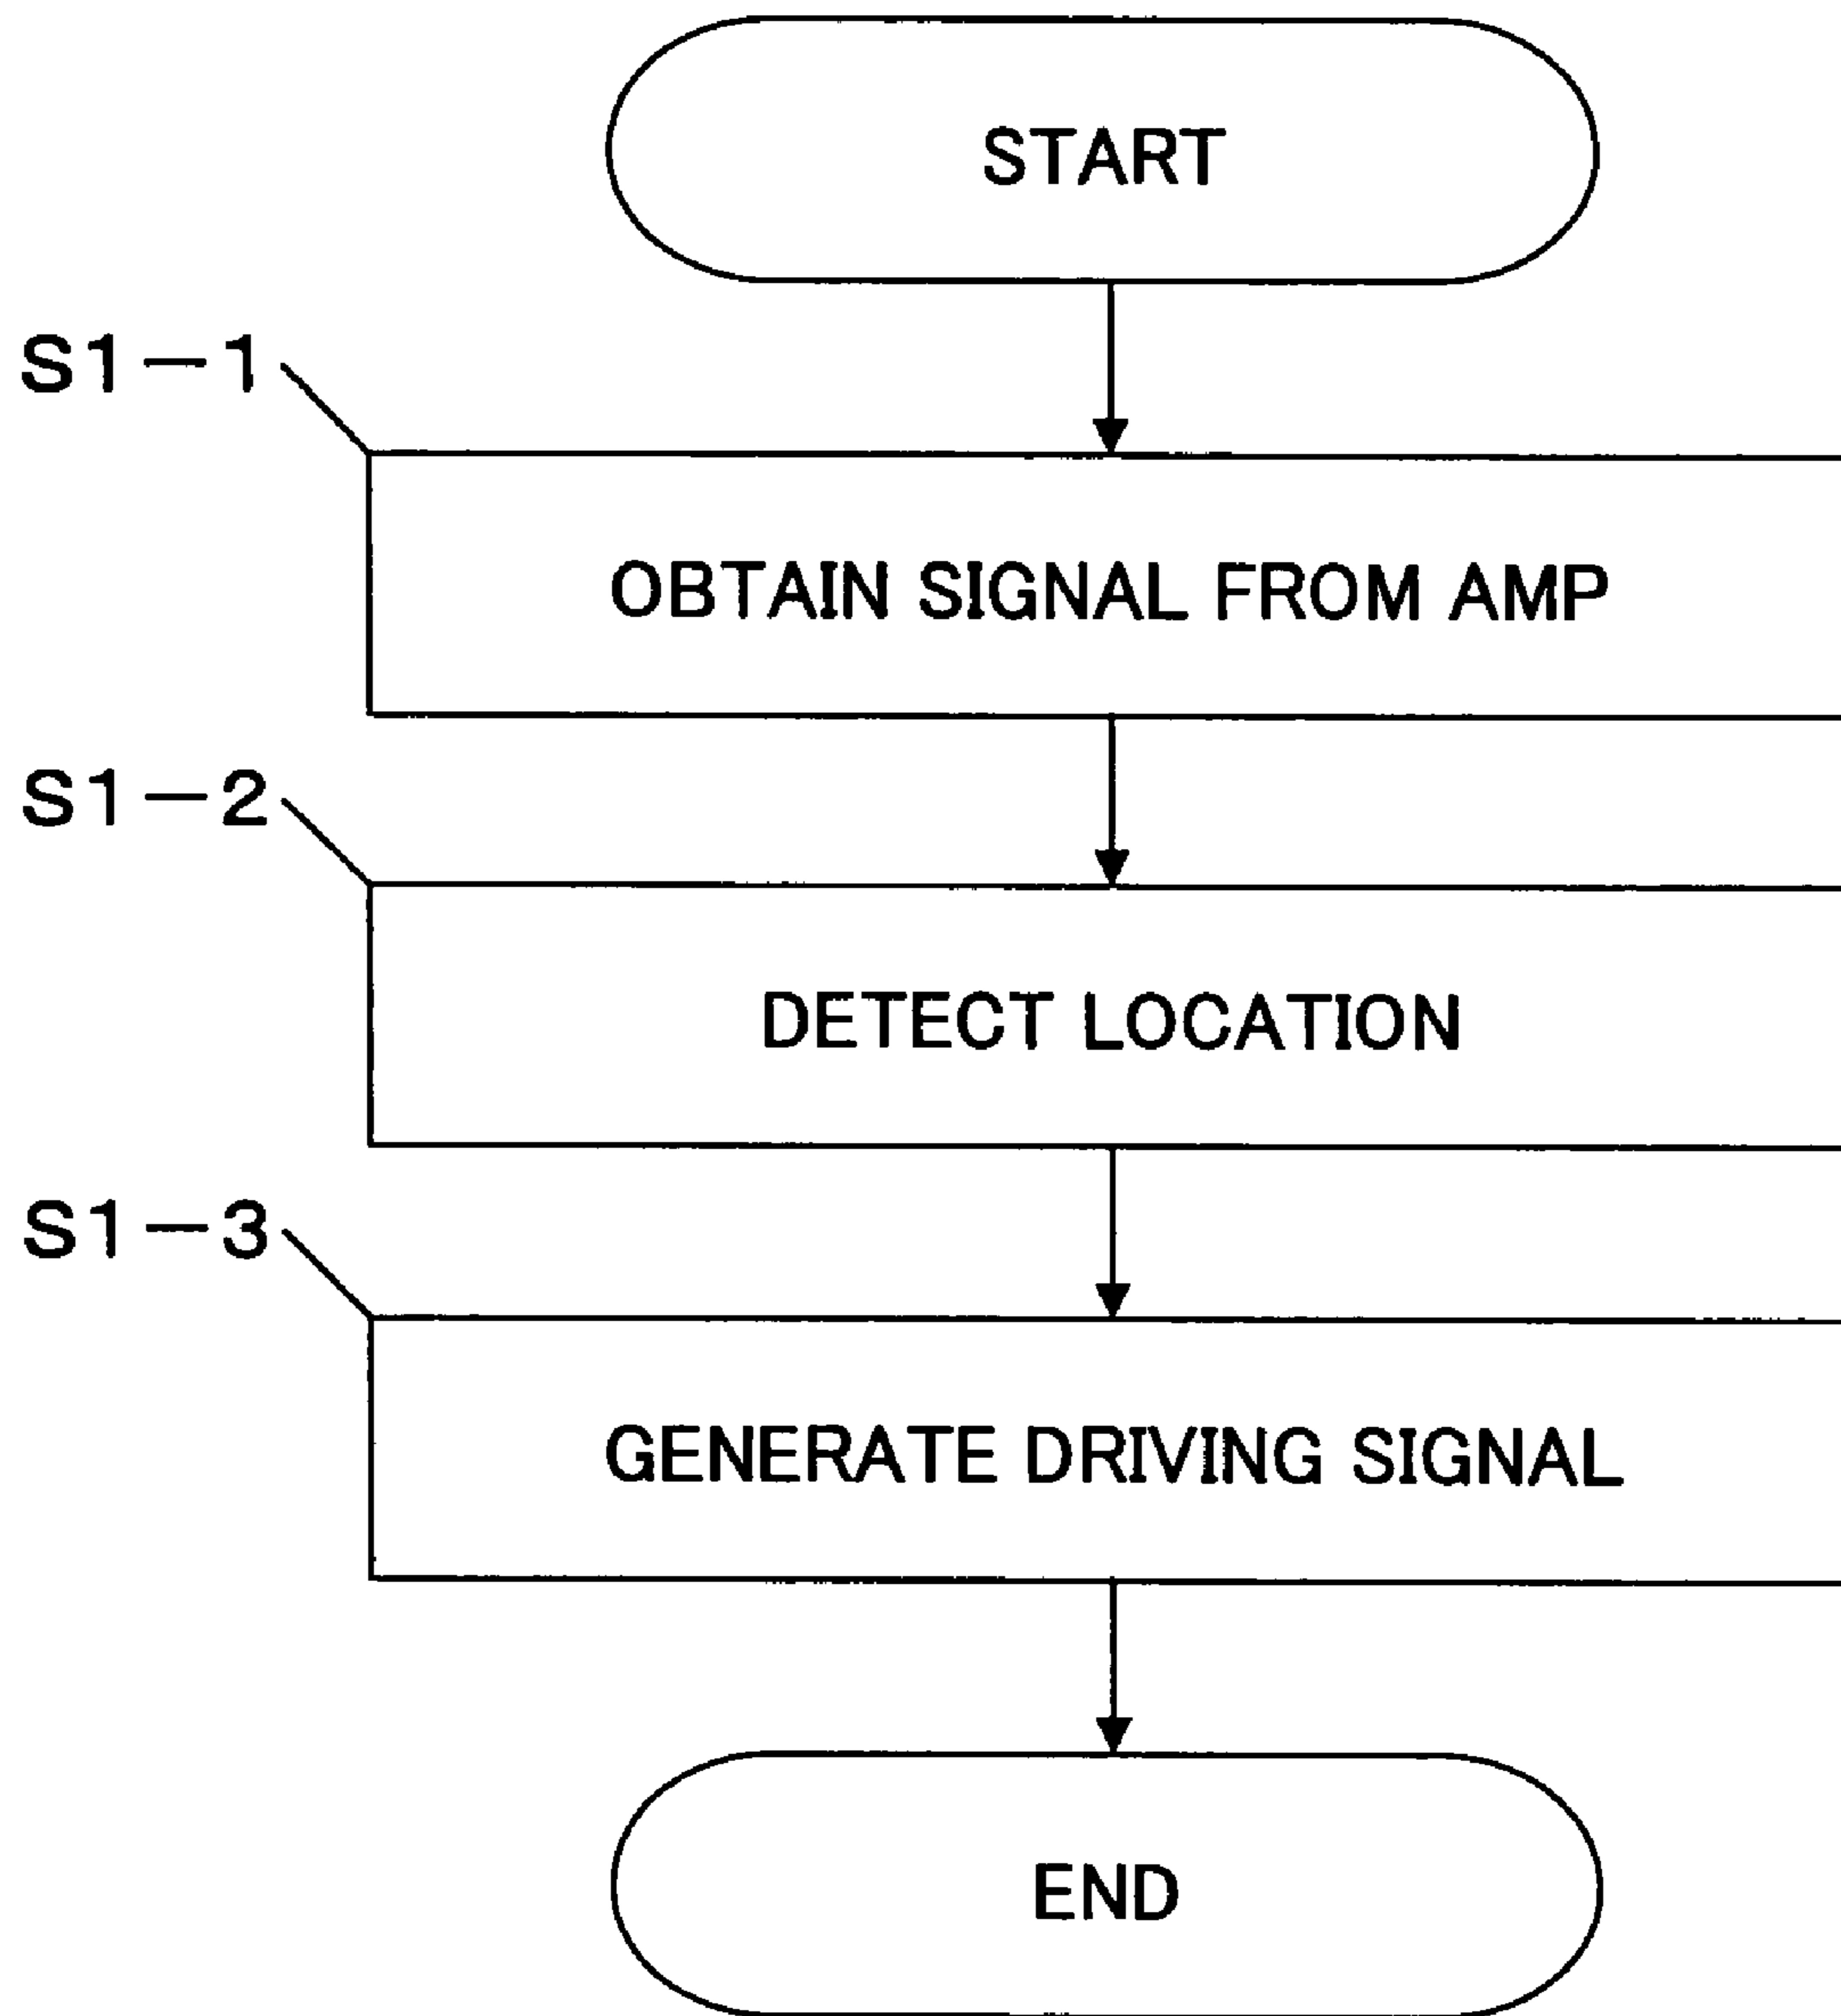 START
S1-1
OBTAIN SIGNAL FROM AMP
S1-2
DETECT LOCATION
S1-3
GENERATE DRIVING SIGNAL
END